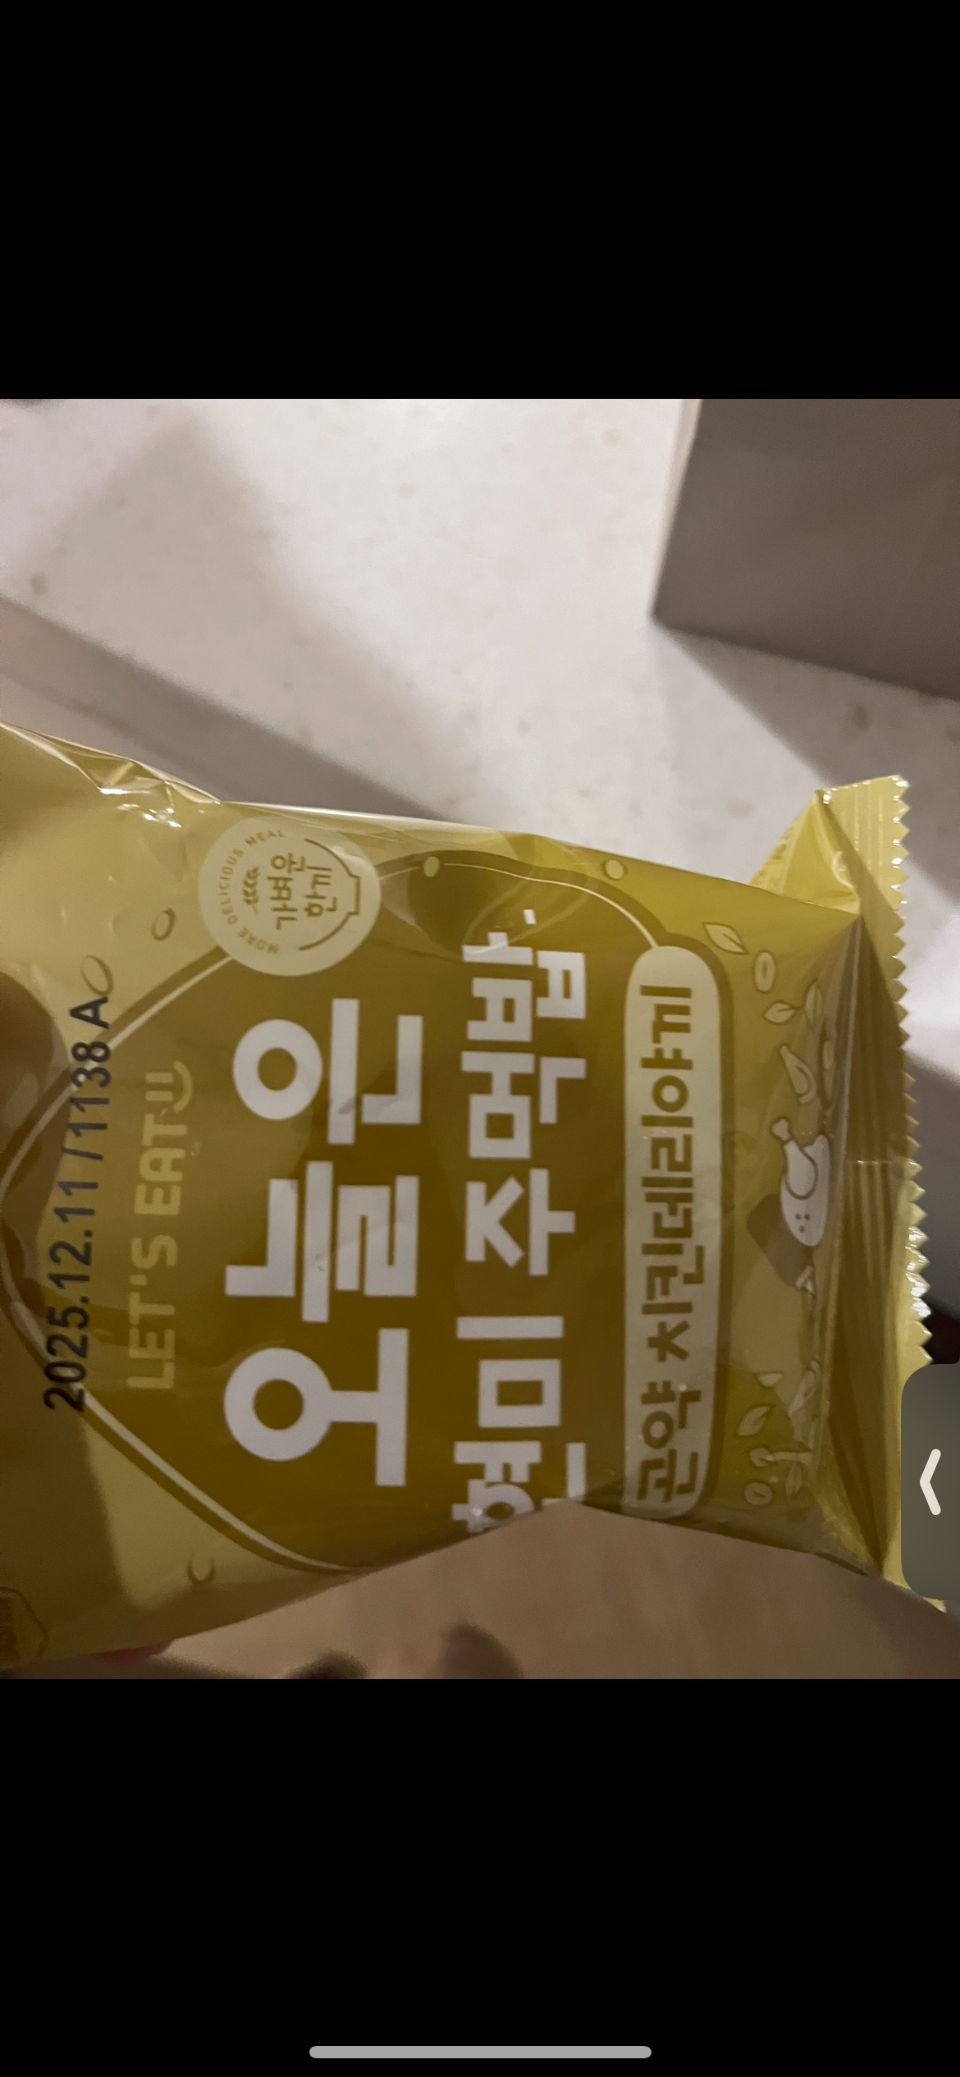 2025.12.11 /1138 A
LET'S EAT
MORE DELICIOUS MEAL
가벼운
한끼
오늘은
현미 주먹밥
곤약 치킨데리야끼